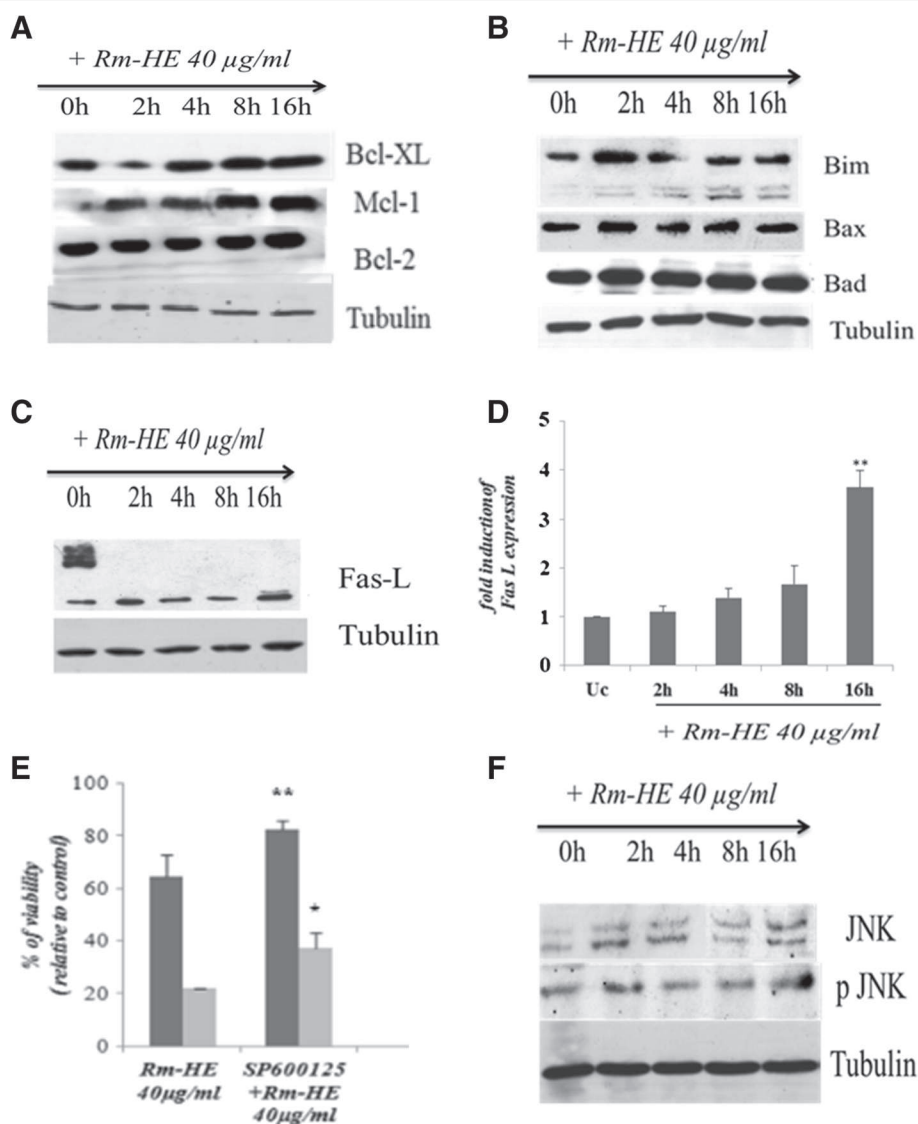 A
+ Rm-HE 40 µg/ml
0h 2h 4h 8h 16h
Bcl-XL
Mcl-1
Bcl-2
Tubulin
B
+ Rm-HE 40 µg/ml
0h 2h 4h 8h 16h
Bim
Bax
Bad
Tubulin
C
+ Rm-HE 40 µg/ml
0h 2h 4h 8h 16h
Fas-L
Tubulin
D
fold inductionof
Fas L expression
5
4
3
2
1
0
**
Uc 2h 4h 8h 16h
+ Rm-HE 40 µg/ml
E
% of viability
(relative to control)
100
80
60
40
20
0
**
*
Rm-HE
40µg/ml
SP600125
+Rm-HE
40µg/ml
F
+ Rm-HE 40 µg/ml
0h 2h 4h 8h 16h
JNK
p JNK
Tubulin